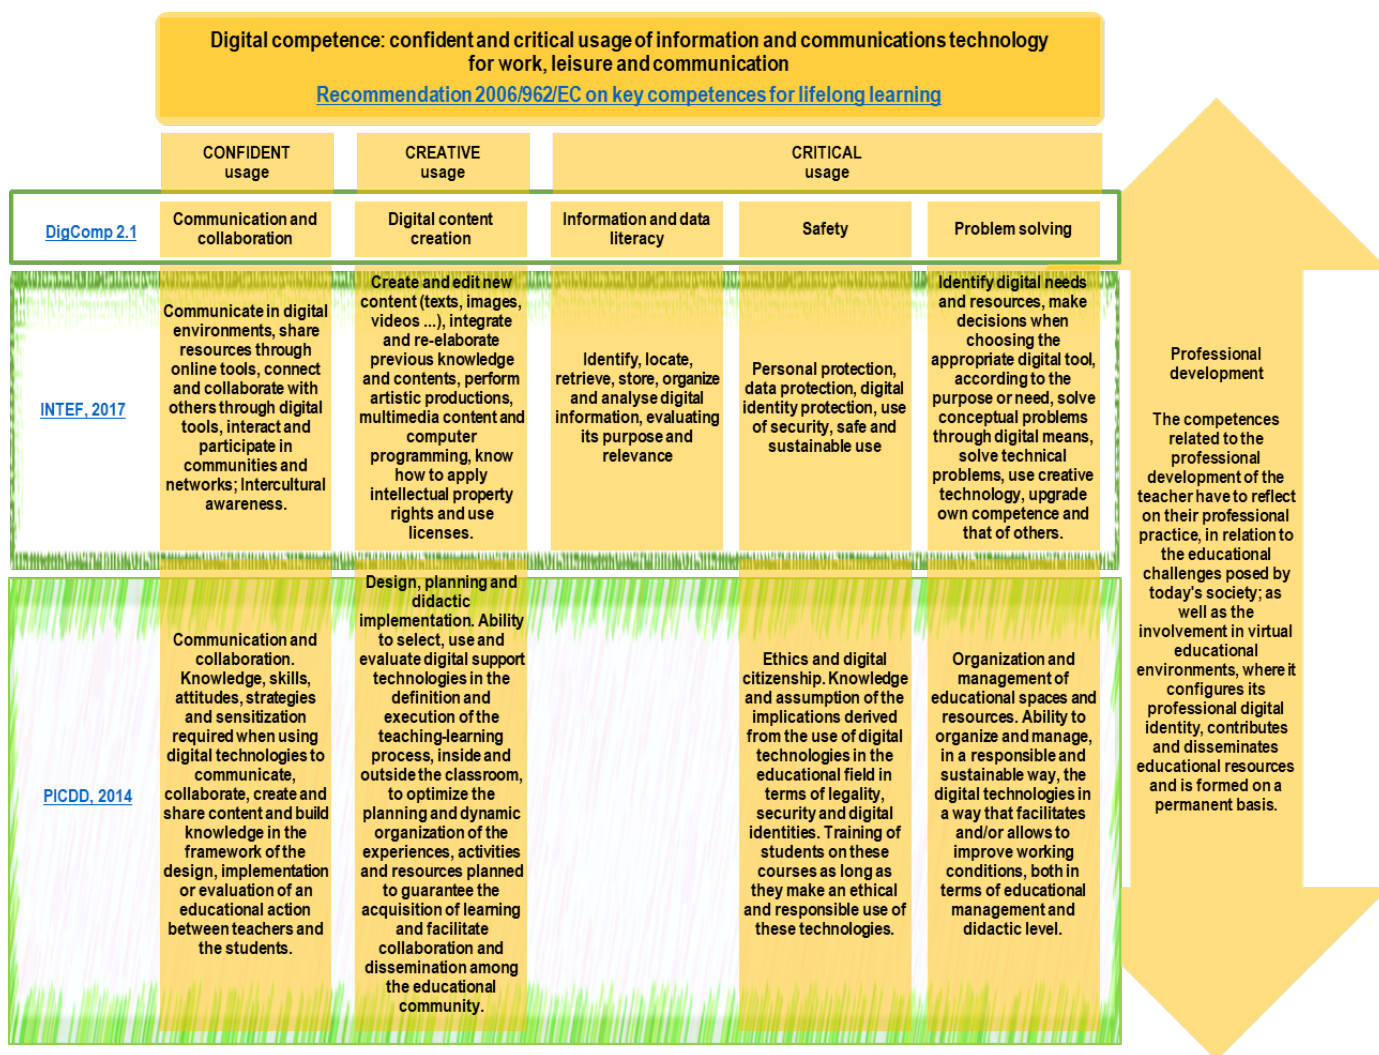 Digital competence: confident and critical usage of information and communications technology
for work, leisure and communication
Recommendation 2006/962/EC on key competences for lifelong learning
CONFIDENT
usage
CREATIVE
usage
CRITICAL
usage
DigComp 2.1
Communication and
collaboration
Digital content
creation
Information and data
literacy
Safety
Problem solving
INTEF, 2017
Communicate in digital
environments, share
resources through
online tools, connect
and collaborate with
others through digital
tools, interact and
participate in
communities and
networks; Intercultural
awareness.
Create and edit new
content (texts, images,
videos ...), integrate
and re-elaborate
previous knowledge
and contents, perform
artistic productions,
multimedia content and
computer
programming, know
how to apply
intellectual property
rights and use
licenses.
Identify, locate,
retrieve, store, organize
and analyse digital
information, evaluating
its purpose and
relevance
Personal protection,
data protection, digital
identity protection, use
of security, safe and
sustainable use
Identify digital needs
and resources, make
decisions when
choosing the
appropriate digital tool,
according to the
purpose or need, solve
conceptual problems
through digital means,
solve technical
problems, use creative
technology, upgrade
own competence and
that of others.
PICDD, 2014
Communication and
collaboration.
Knowledge, skills,
attitudes, strategies
and sensitization
required when using
digital technologies to
communicate,
collaborate, create and
share content and build
knowledge in the
framework of the
design, implementation
or evaluation of an
educational action
between teachers and
the students.
Design, planning and
didactic
implementation. Ability
to select, use and
evaluate digital support
technologies in the
definition and
execution of the
teaching-learning
process, inside and
outside the classroom,
to optimize the
planning and dynamic
organization of the
experiences, activities
and resources planned
to guarantee the
acquisition of learning
and facilitate
collaboration and
dissemination among
the educational
community.
Ethics and digital
citizenship. Knowledge
and assumption of the
implications derived
from the use of digital
technologies in the
educational field in
terms of legality,
security and digital
identities. Training of
students on these
courses as long as
they make an ethical
and responsible use of
these technologies.
Organization and
management of
educational spaces and
resources. Ability to
organize and manage,
in a responsible and
sustainable way, the
digital technologies in
a way that facilitates
and/or allows to
improve working
conditions, both in
terms of educational
management and
didactic level.
Professional
development
The competences
related to the
professional
development of the
teacher have to reflect
on their professional
practice, in relation to
the educational
challenges posed by
today's society; as
well as the
involvement in virtual
educational
environments, where it
configures its
professional digital
identity, contributes
and disseminates
educational resources
and is formed on a
permanent basis.